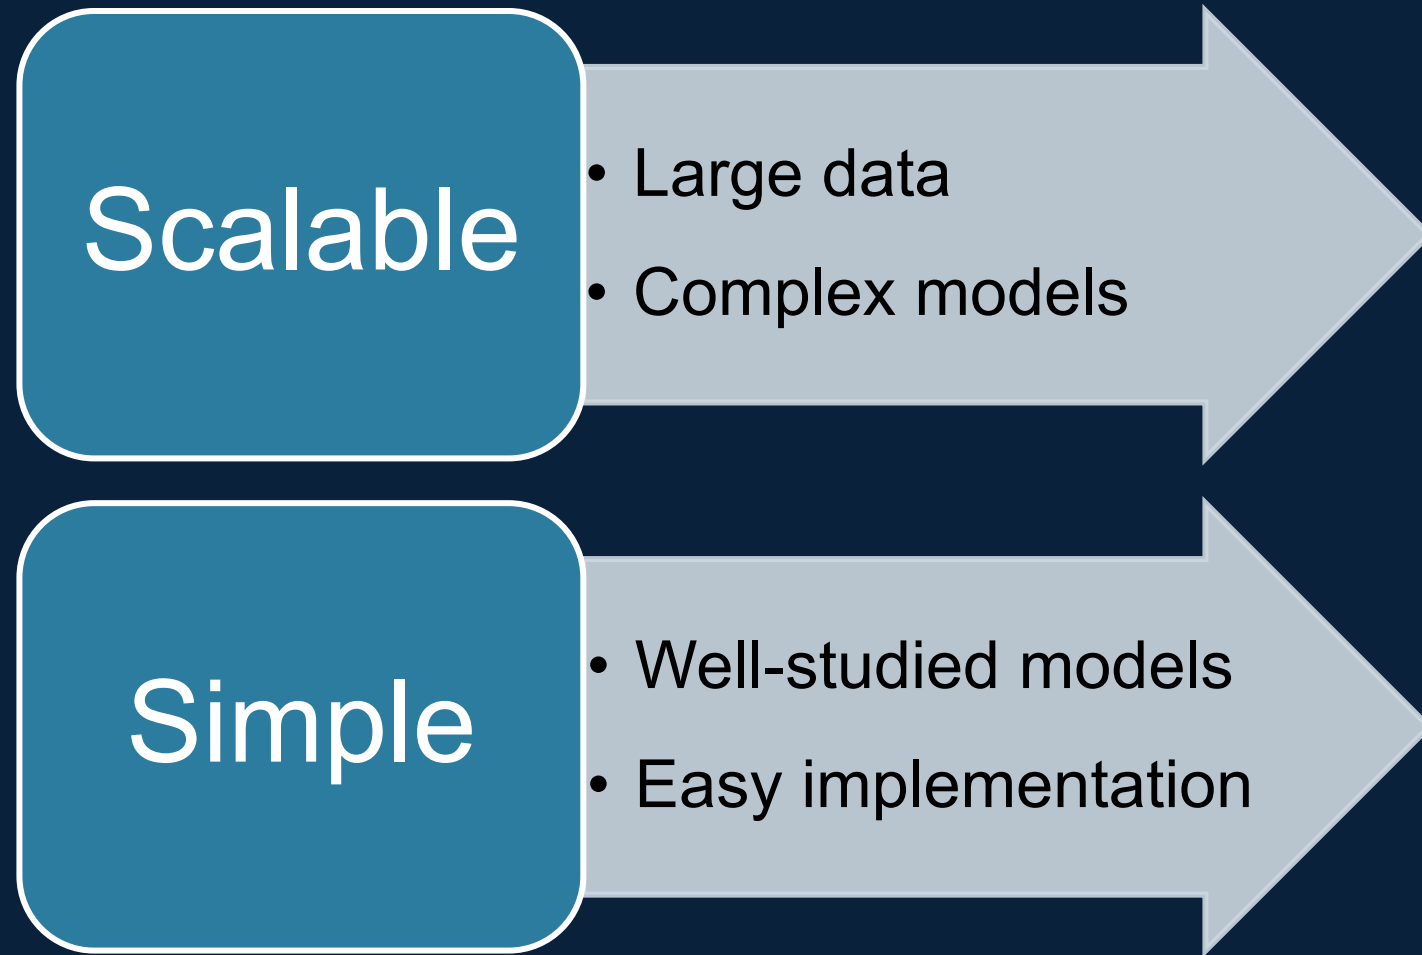 Scalable
• Large data
• Complex models
Simple
• Well-studied models
• Easy implementation